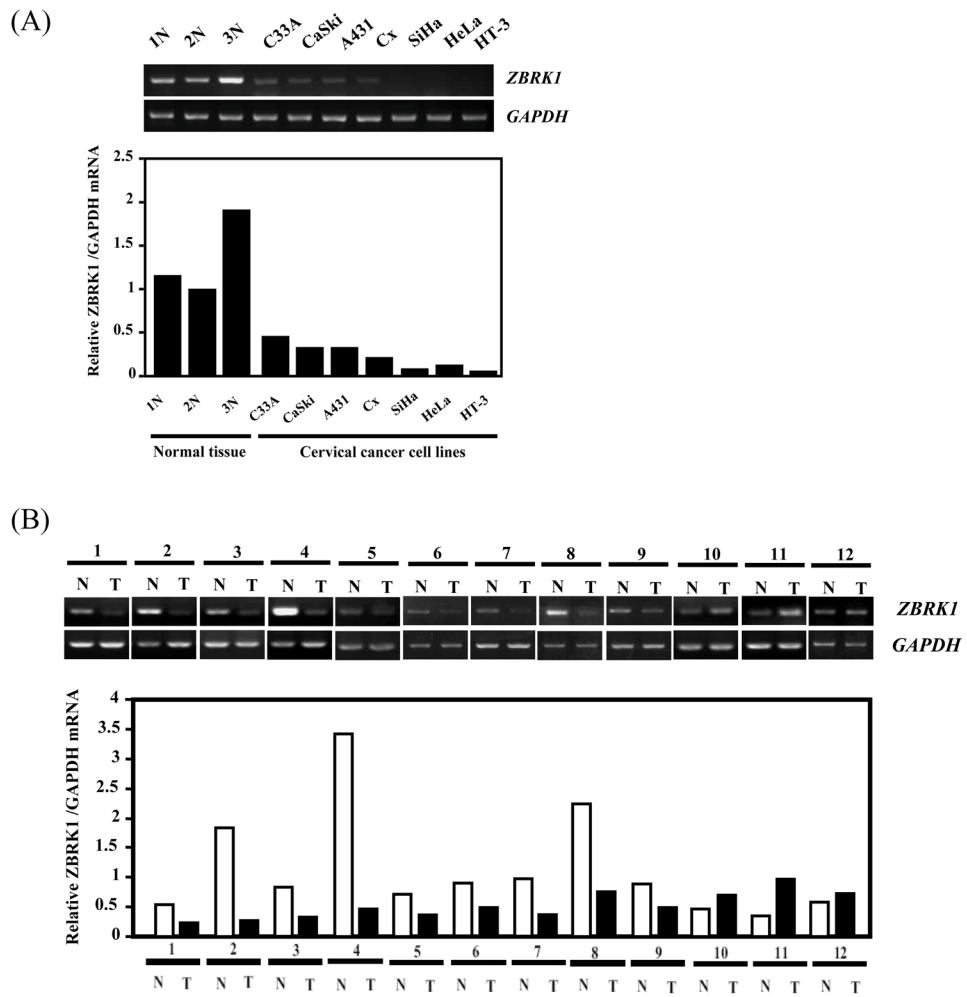 (A)
1N 2N 3N C33A CaSki A431 Cx SiHa HeLa HT-3
ZBRK1
GAPDH
Relative ZBRK1 /GAPDH mRNA
2.5
2
1.5
1
0.5
0
1N 2N 3N C33A CaSki A431 Cx SiHa HeLa HT-3
Normal tissue Cervical cancer cell lines
(B)
1 2 3 4 5 6 7 8 9 10 11 12
N T N T N T N T N T N T N T N T N T N T N T N T
ZBRK1
GAPDH
Relative ZBRK1 /GAPDH mRNA
4
3.5
3
2.5
2
1.5
1
0.5
0
1 2 3 4 5 6 7 8 9 10 11 12
N T N T N T N T N T N T N T N T N T N T N T N T